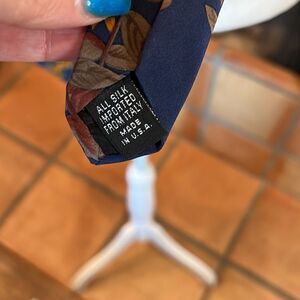 ALL SILK
IMPORTED
FROM ITALY
MADE
IN U.S.A.